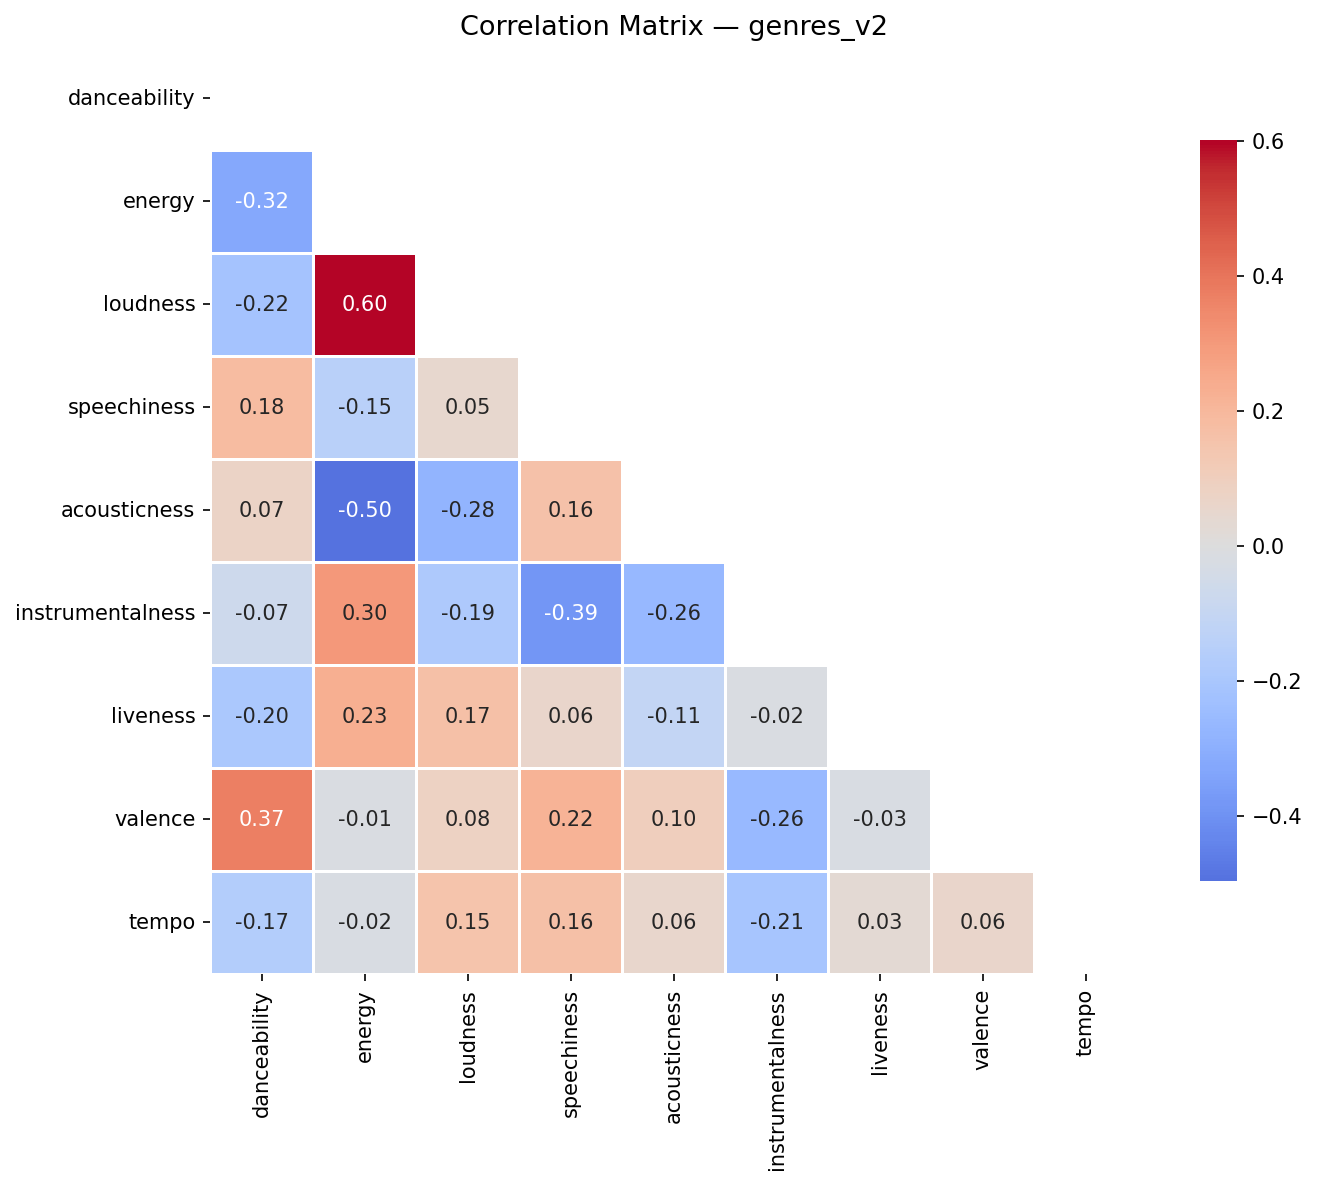 Correlation Matrix — genres_v2
danceability
energy -0.32
loudness -0.22 0.60
speechiness 0.18 -0.15 0.05
acousticness 0.07 -0.50 -0.28 0.16
instrumentalness -0.07 0.30 -0.19 -0.39 -0.26
liveness -0.20 0.23 0.17 0.06 -0.11 -0.02
valence 0.37 -0.01 0.08 0.22 0.10 -0.26 -0.03
tempo -0.17 -0.02 0.15 0.16 0.06 -0.21 0.03 0.06
danceability energy loudness speechiness acousticness instrumentalness liveness valence tempo
0.6
0.4
0.2
0.0
−0.2
−0.4